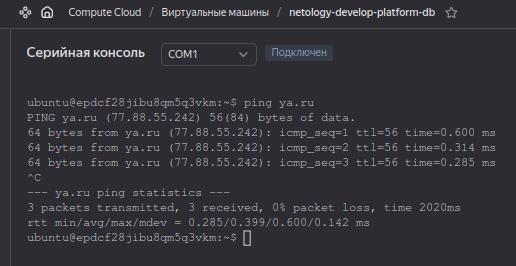 Compute Cloud / Виртуальные машины / netology-develop-platform-db
Серийная консоль COM1 Подключен
ubuntu@epdcf28jibu8qm5q3vkm:~$ ping ya.ru
PING ya.ru (77.88.55.242) 56(84) bytes of data.
64 bytes from ya.ru (77.88.55.242): icmp_seq=1 ttl=56 time=0.600 ms
64 bytes from ya.ru (77.88.55.242): icmp_seq=2 ttl=56 time=0.314 ms
64 bytes from ya.ru (77.88.55.242): icmp_seq=3 ttl=56 time=0.285 ms
^C
--- ya.ru ping statistics ---
3 packets transmitted, 3 received, 0% packet loss, time 2020ms
rtt min/avg/max/mdev = 0.285/0.399/0.600/0.142 ms
ubuntu@epdcf28jibu8qm5q3vkm:~$